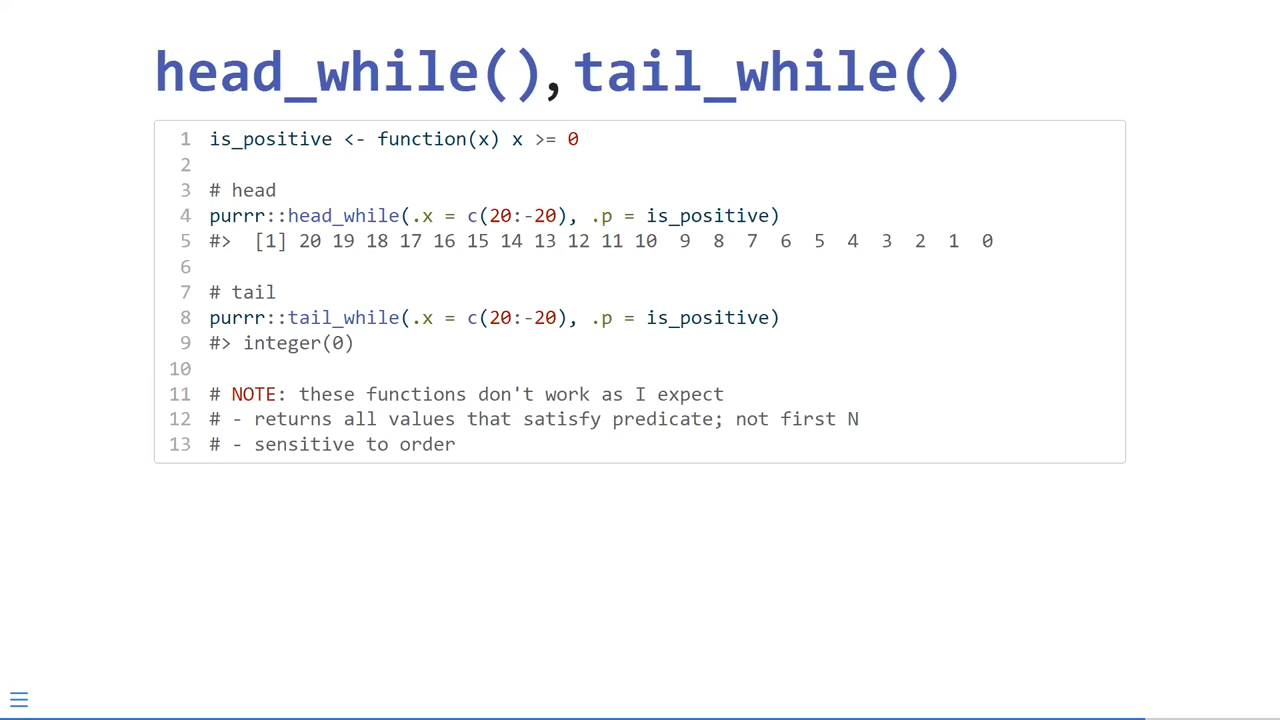 head_while(), tail_while()
1 is_positive <- function(x) x >= 0
2
3 # head
4 purrr::head_while(.x = c(20:-20), .p = is_positive)
5 #>  [1] 20 19 18 17 16 15 14 13 12 11 10  9  8  7  6  5  4  3  2  1  0
6
7 # tail
8 purrr::tail_while(.x = c(20:-20), .p = is_positive)
9 #> integer(0)
10
11 # NOTE: these functions don't work as I expect
12 # - returns all values that satisfy predicate; not first N
13 # - sensitive to order